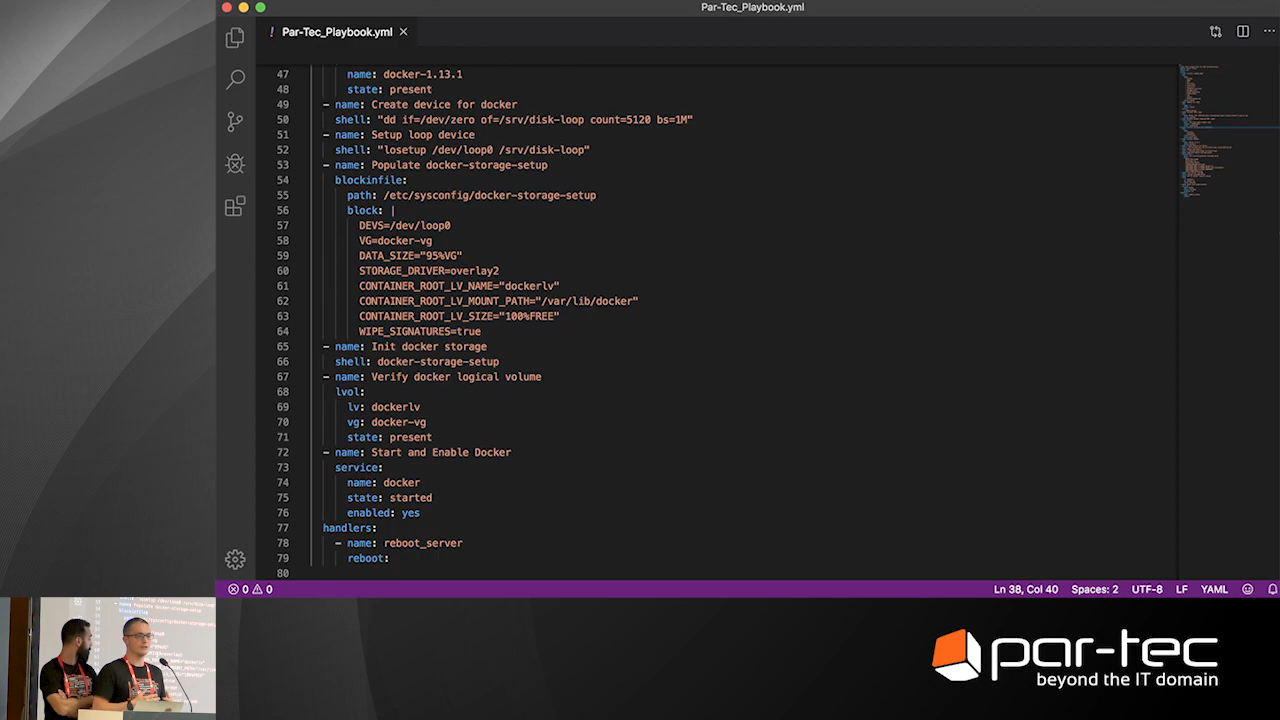 Par-Tec_Playbook.yml
! Par-Tec_Playbook.yml ×
47 name: docker-1.13.1
48 state: present
49 - name: Create device for docker
50 shell: "dd if=/dev/zero of=/srv/disk-loop count=5120 bs=1M"
51 - name: Setup loop device
52 shell: "losetup /dev/loop0 /srv/disk-loop"
53 - name: Populate docker-storage-setup
54 blockinfile:
55 path: /etc/sysconfig/docker-storage-setup
56 block: |
57 DEVS=/dev/loop0
58 VG=docker-vg
59 DATA_SIZE="95%VG"
60 STORAGE_DRIVER=overlay2
61 CONTAINER_ROOT_LV_NAME="dockerlv"
62 CONTAINER_ROOT_LV_MOUNT_PATH="/var/lib/docker"
63 CONTAINER_ROOT_LV_SIZE="100%FREE"
64 WIPE_SIGNATURES=true
65 - name: Init docker storage
66 shell: docker-storage-setup
67 - name: Verify docker logical volume
68 lvol:
69 lv: dockerlv
70 vg: docker-vg
71 state: present
72 - name: Start and Enable Docker
73 service:
74 name: docker
75 state: started
76 enabled: yes
77 handlers:
78 - name: reboot_server
79 reboot:
80
0 0 Ln 38, Col 40 Spaces: 2 UTF-8 LF YAML
par-tec
beyond the IT domain